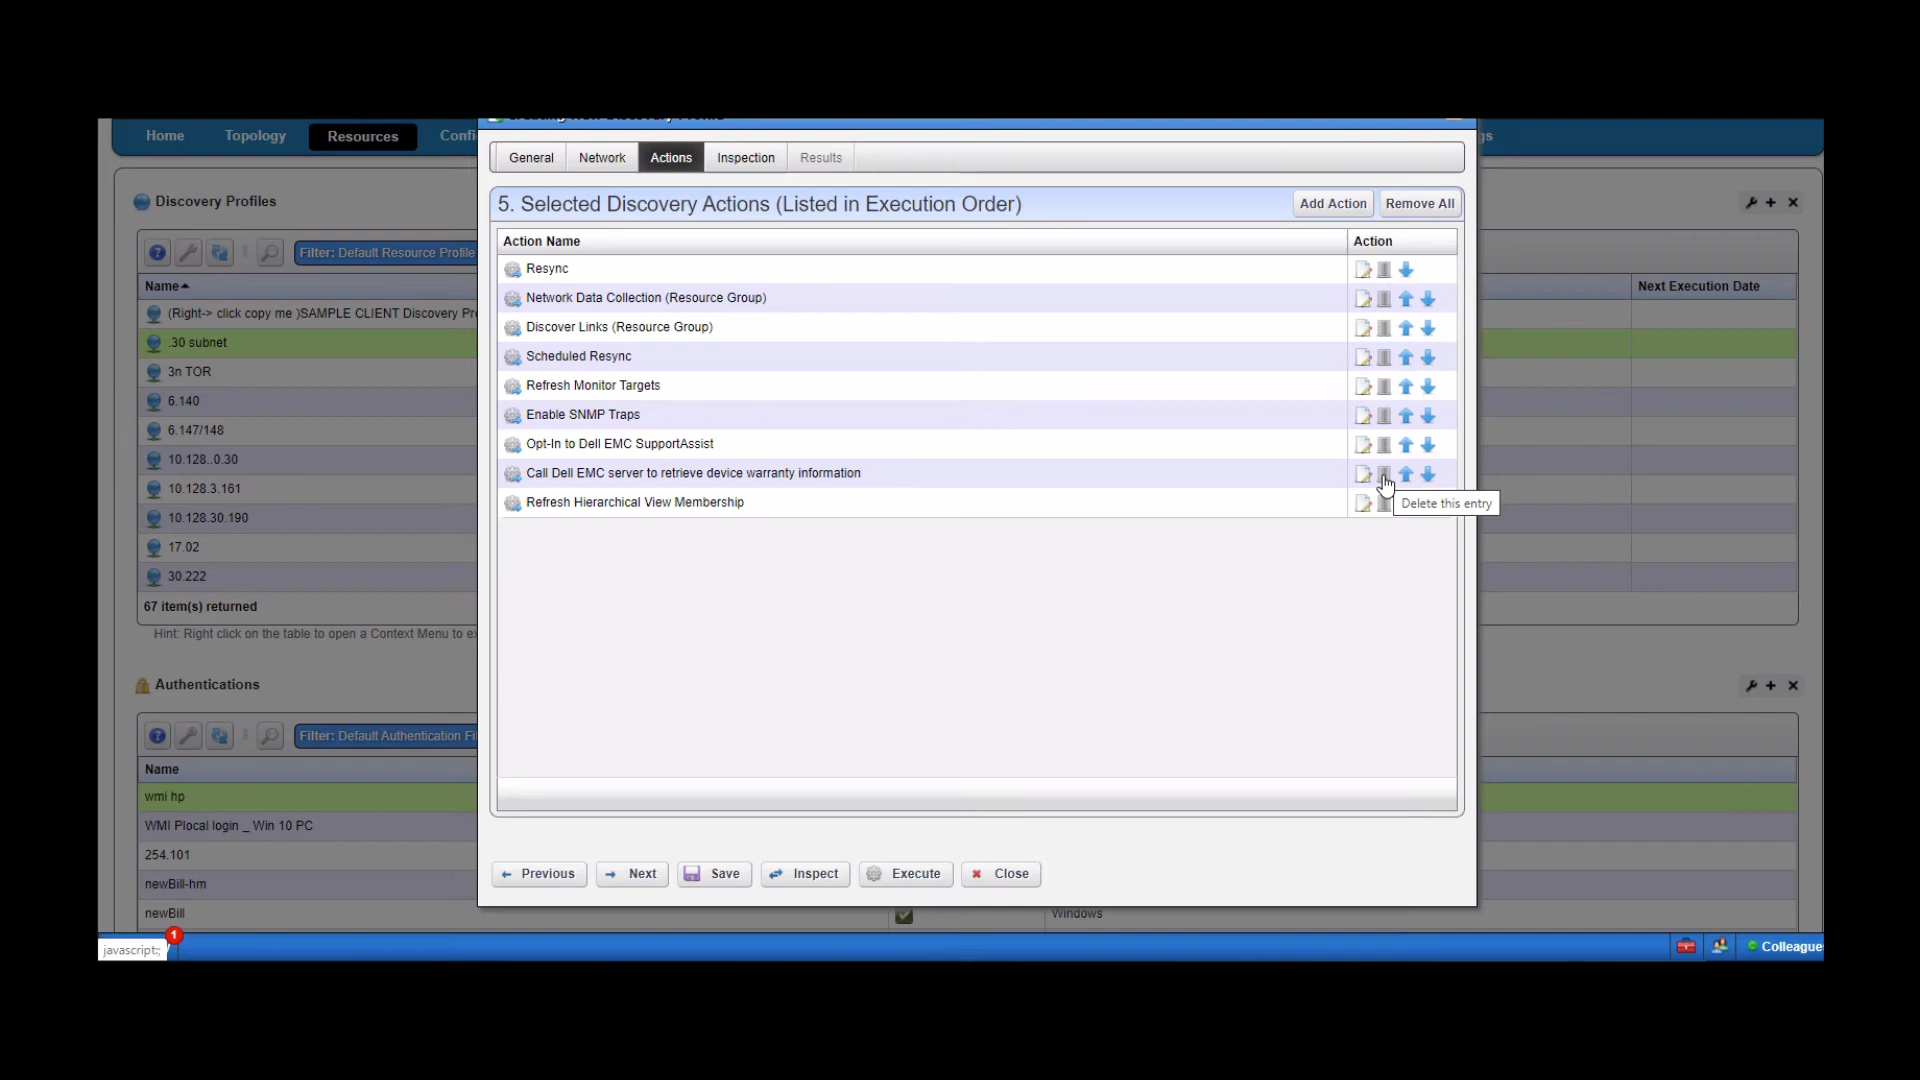 Home Topology Resources
Discovery Profiles
Filter: Default Resource Profile
Name
Next Execution Date
(Right-> click copy me )SAMPLE CLIENT Discovery
.30 subnet
3n TOR
6.140
6.147/148
10.128..0.30
10.128.3.161
10.128.30.190
17.02
30.222
67 item(s) returned
Hint: Right click on the table to open a Context Menu to
Authentications
Filter: Default Authentication
Name
wmi hp
WMI Plocal login _ Win 10 PC
254.101
newBill-hm
newBill
Windows
General Network Actions Inspection Results
5. Selected Discovery Actions (Listed in Execution Order) Add Action Remove All
Action Name Action
Resync
Network Data Collection (Resource Group)
Discover Links (Resource Group)
Scheduled Resync
Refresh Monitor Targets
Enable SNMP Traps
Opt-In to Dell EMC SupportAssist
Call Dell EMC server to retrieve device warranty information
Refresh Hierarchical View Membership
Delete this entry
Previous Next Save Inspect Execute Close
javascript:;
1
Colleagues